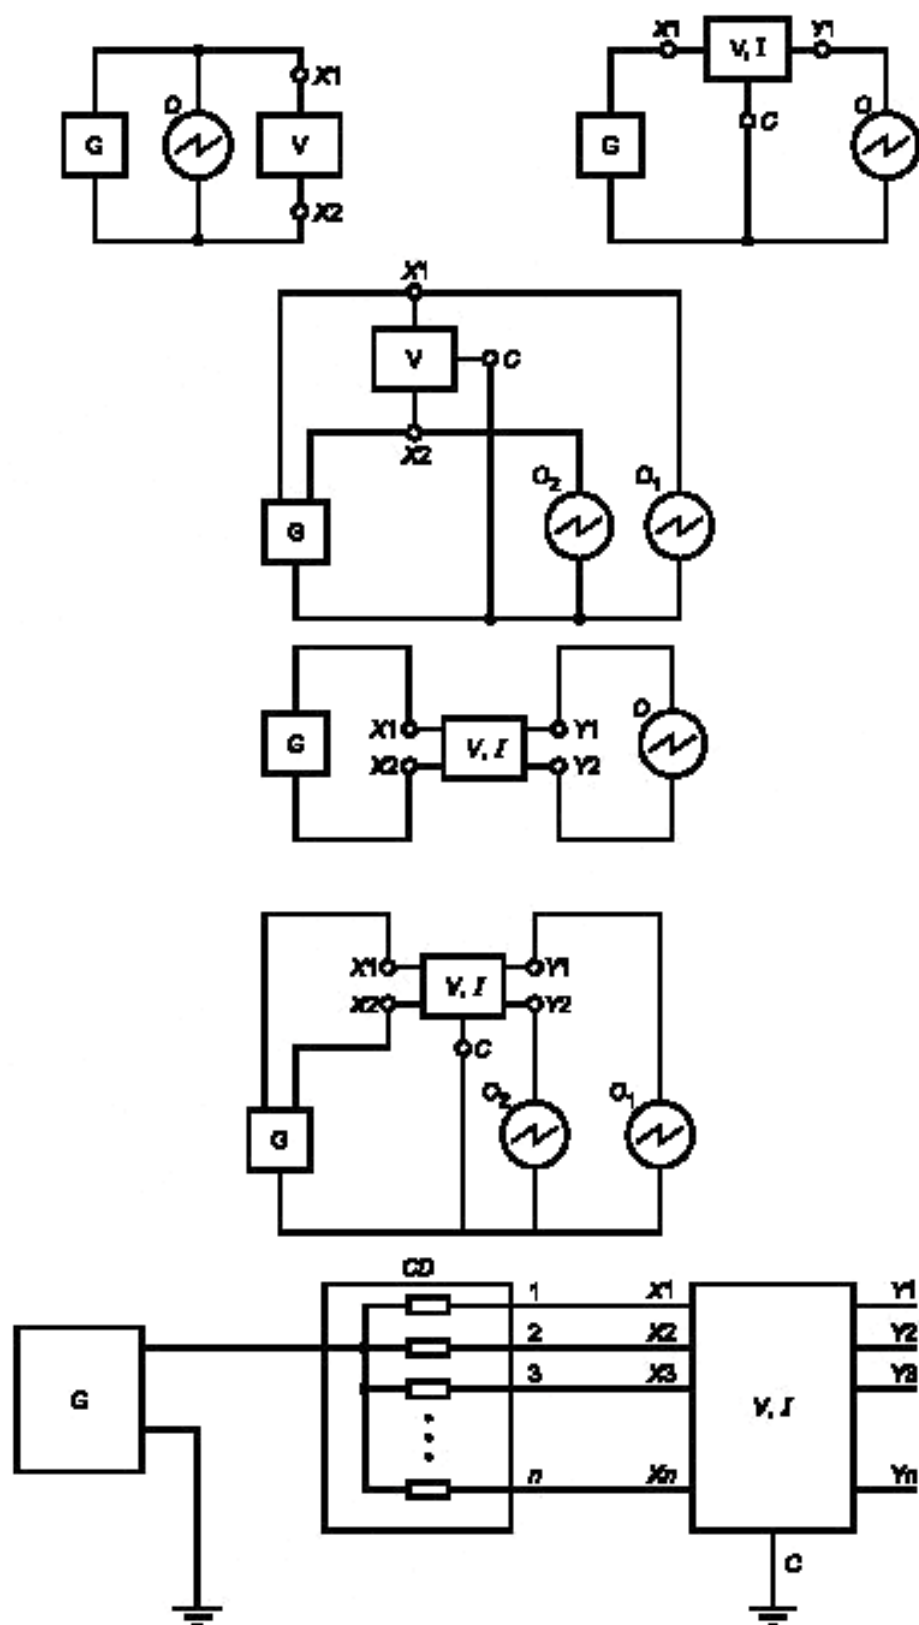 X1 Y1
V, I
O X1
C O
G V G
X2
X1
V C
X2
O2 O1
G
O
X1 Y1
G V, I
X2 Y2
X1 Y1
V, I
X2 Y2
C
O2 O1
G
CD
1 X1 Y1
2 X2 Y2
3 X3 Y3
G V, I
n Xn Yn
C